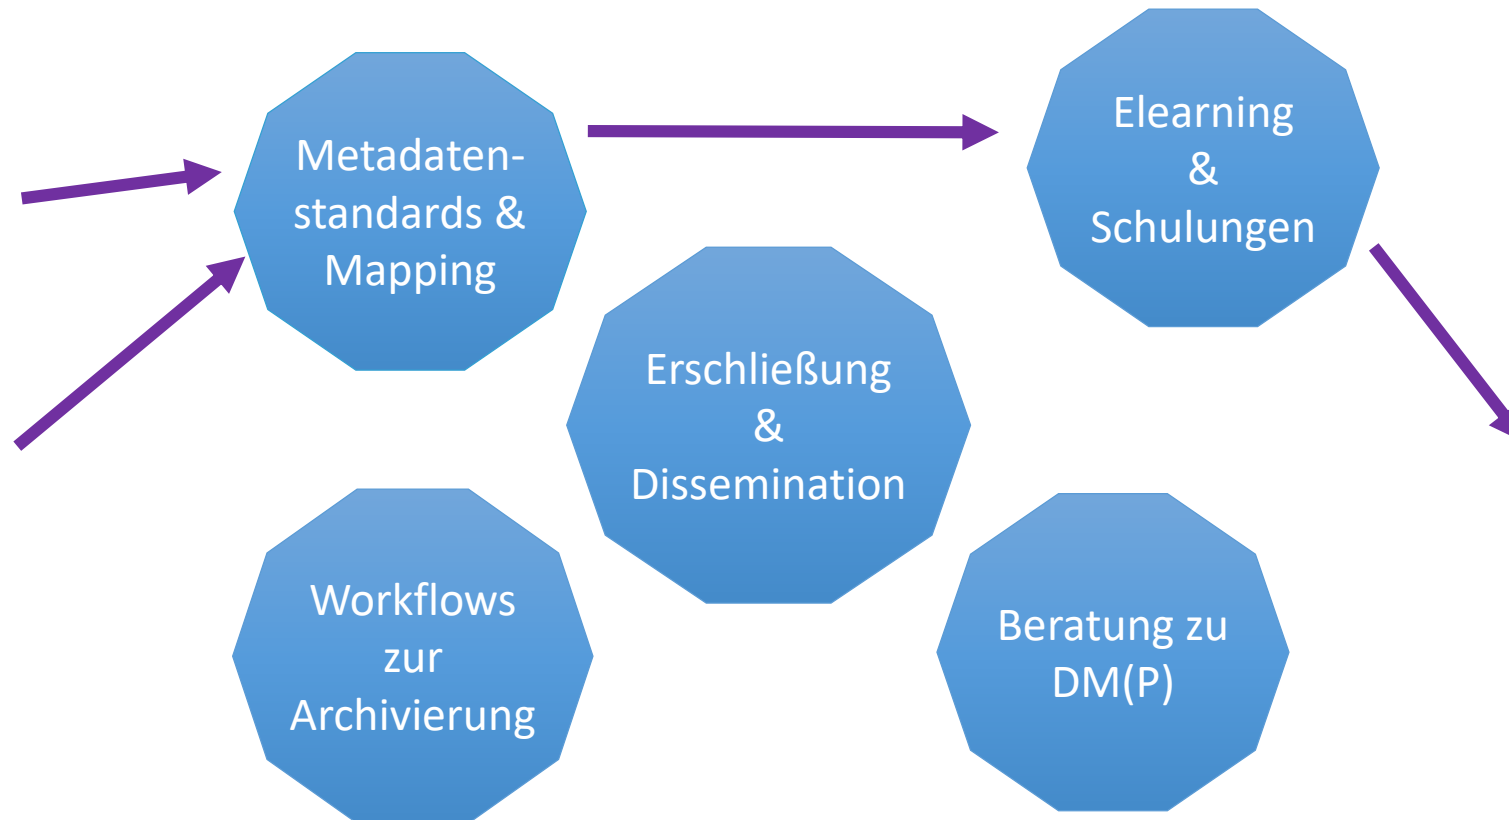 Metadaten-
standards &
Mapping
Elearning
&
Schulungen
Erschließung
&
Dissemination
Workflows
zur
Archivierung
Beratung zu
DM(P)